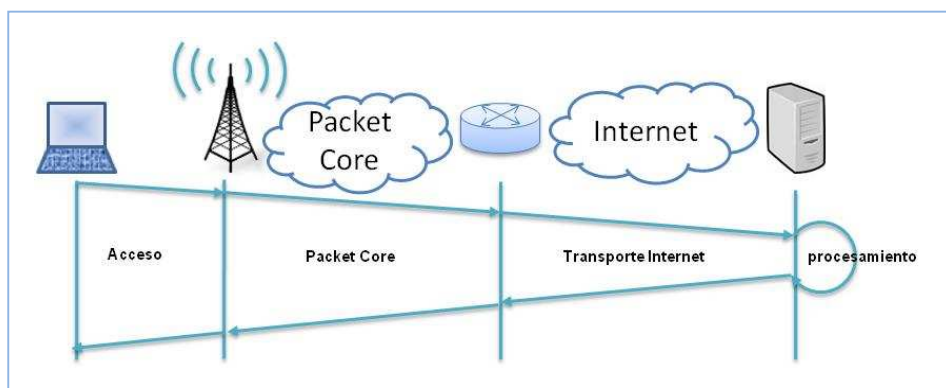 Packet
Core
Internet
Acceso
Packet Core
Transporte Internet
procesamiento